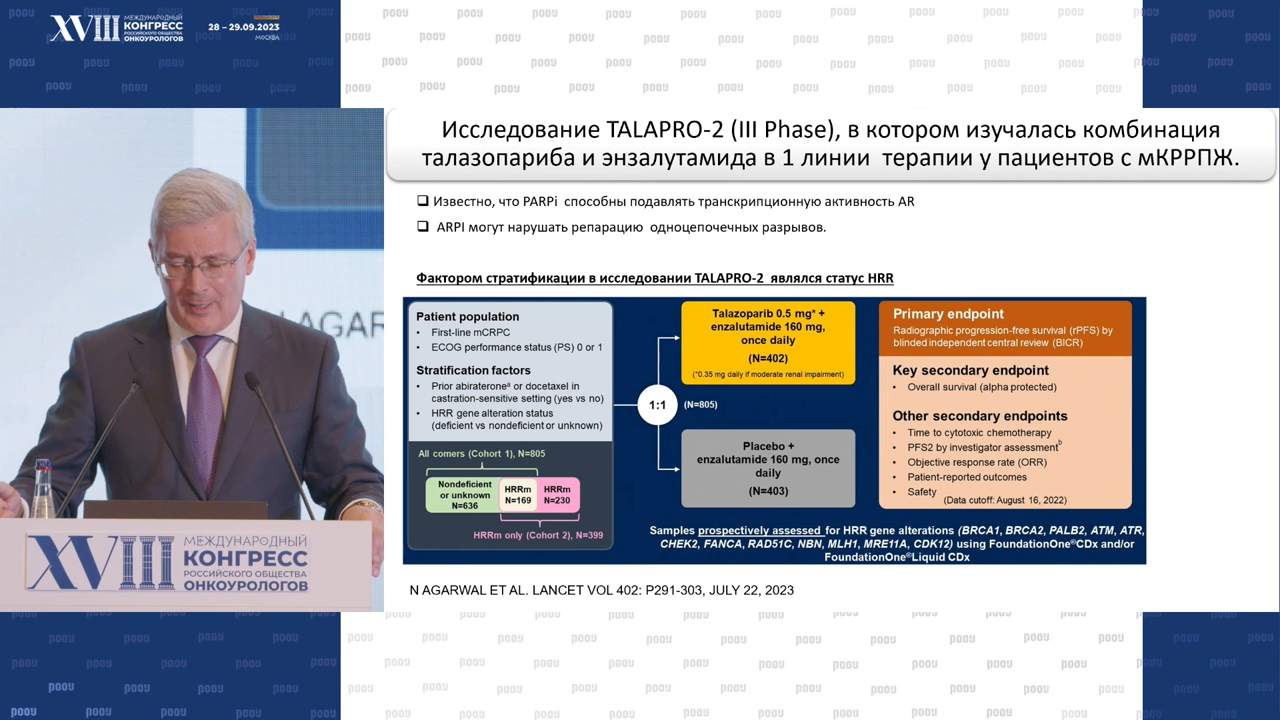 XVIII МЕЖДУНАРОДНЫЙ
КОНГРЕСС
РОССИЙСКОГО ОБЩЕСТВА
ОНКОУРОЛОГОВ
28 – 29.09.2023
МОСКВА
Исследование TALAPRO-2 (III Phase), в котором изучалась комбинация
талазопариба и энзалутамида в 1 линии терапии у пациентов с мКРРПЖ.
Известно, что PARPi способны подавлять транскрипционную активность AR
ARPI могут нарушать репарацию одноцепочечных разрывов.
Фактором стратификации в исследовании TALAPRO-2 являлся статус HRR
Patient population
• First-line mCRPC
• ECOG performance status (PS) 0 or 1
Stratification factors
• Prior abirateroneᵃ or docetaxel in
castration-sensitive setting (yes vs no)
• HRR gene alteration status
(deficient vs nondeficient or unknown)
All comers (Cohort 1), N=805
Nondeficient
or unknown
N=636
HRRm
N=169
HRRm
N=230
HRRm only (Cohort 2), N=399
1:1
(N=805)
Talazoparib 0.5 mg* +
enzalutamide 160 mg,
once daily
(N=402)
(*0.35 mg daily if moderate renal impairment)
Placebo +
enzalutamide 160 mg, once
daily
(N=403)
Primary endpoint
Radiographic progression-free survival (rPFS) by
blinded independent central review (BICR)
Key secondary endpoint
• Overall survival (alpha protected)
Other secondary endpoints
• Time to cytotoxic chemotherapy
• PFS2 by investigator assessmentᵇ
• Objective response rate (ORR)
• Patient-reported outcomes
• Safety
(Data cutoff: August 16, 2022)
Samples prospectively assessed for HRR gene alterations (BRCA1, BRCA2, PALB2, ATM, ATR,
CHEK2, FANCA, RAD51C, NBN, MLH1, MRE11A, CDK12) using FoundationOne®CDx and/or
FoundationOne®Liquid CDx
N AGARWAL ET AL. LANCET VOL 402: P291-303, JULY 22, 2023
AGAR
XVIII МЕЖДУНАРОДНЫЙ
КОНГРЕСС
РОССИЙСКОГО ОБЩЕСТВА
ОНКОУРОЛОГОВ